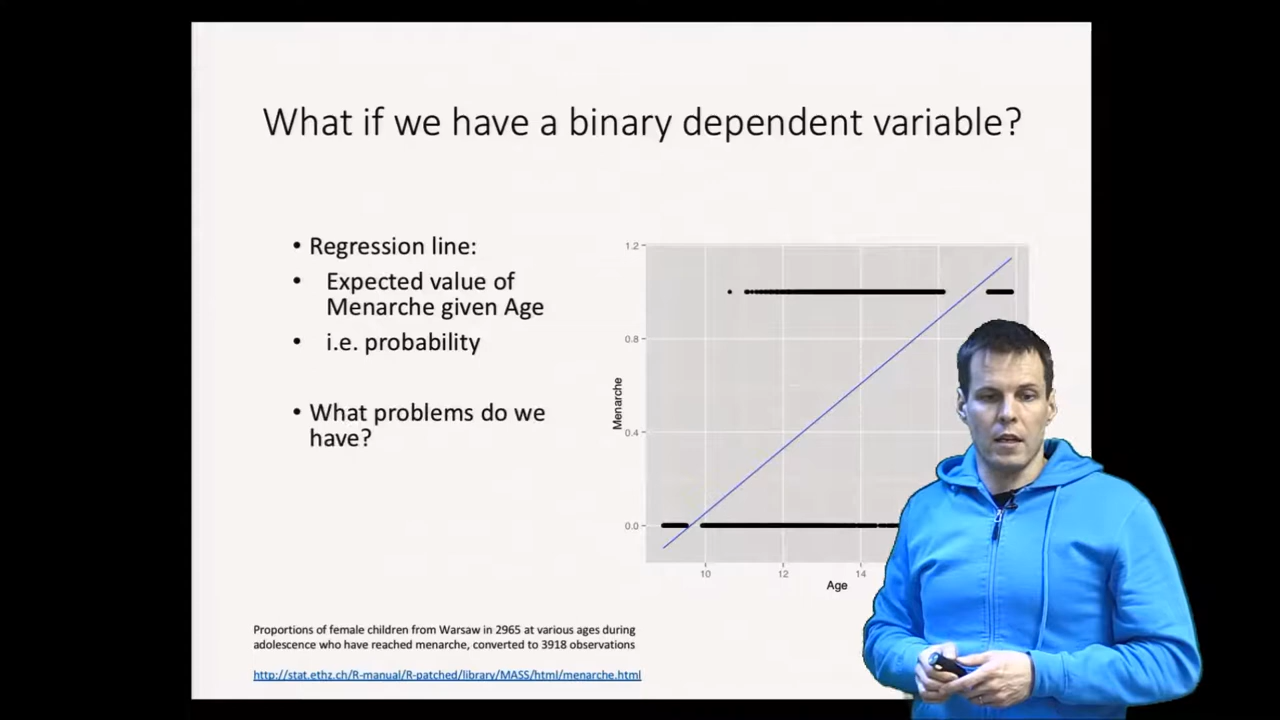 What if we have a binary dependent variable?
• Regression line:
• Expected value of
Menarche given Age
• i.e. probability
• What problems do we
have?
1.2
0.8
0.4
0.0
Menarche
10
12
14
Age
Proportions of female children from Warsaw in 2965 at various ages during
adolescence who have reached menarche, converted to 3918 observations
http://stat.ethz.ch/R-manual/R-patched/library/MASS/html/menarche.html